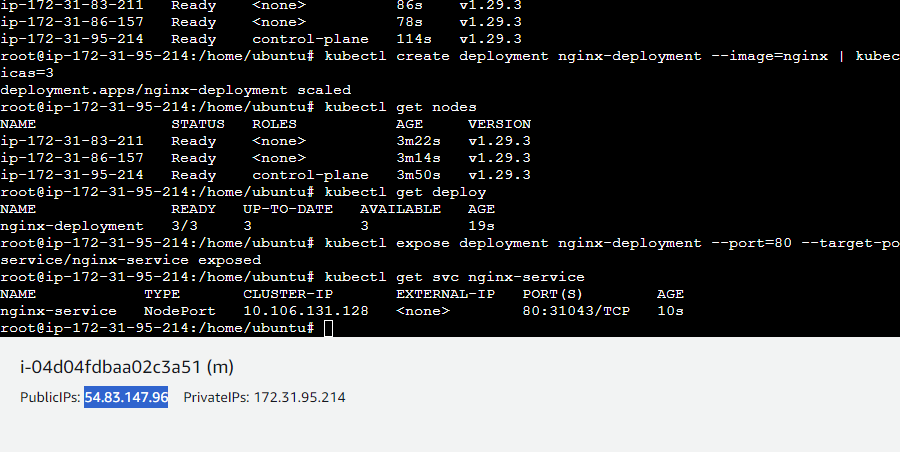 ip-172-31-83-211 Ready <none> 86s v1.29.3
ip-172-31-86-157 Ready <none> 78s v1.29.3
ip-172-31-95-214 Ready control-plane 114s v1.29.3
root@ip-172-31-95-214:/home/ubuntu# kubectl create deployment nginx-deployment --image=nginx | kubec
icas=3
deployment.apps/nginx-deployment scaled
root@ip-172-31-95-214:/home/ubuntu# kubectl get nodes
NAME STATUS ROLES AGE VERSION
ip-172-31-83-211 Ready <none> 3m22s v1.29.3
ip-172-31-86-157 Ready <none> 3m14s v1.29.3
ip-172-31-95-214 Ready control-plane 3m50s v1.29.3
root@ip-172-31-95-214:/home/ubuntu# kubectl get deploy
NAME READY UP-TO-DATE AVAILABLE AGE
nginx-deployment 3/3 3 3 19s
root@ip-172-31-95-214:/home/ubuntu# kubectl expose deployment nginx-deployment --port=80 --target-po
service/nginx-service exposed
root@ip-172-31-95-214:/home/ubuntu# kubectl get svc nginx-service
NAME TYPE CLUSTER-IP EXTERNAL-IP PORT(S) AGE
nginx-service NodePort 10.106.131.128 <none> 80:31043/TCP 10s
root@ip-172-31-95-214:/home/ubuntu#
i-04d04fdbaa02c3a51 (m)
PublicIPs: 54.83.147.96 PrivateIPs: 172.31.95.214